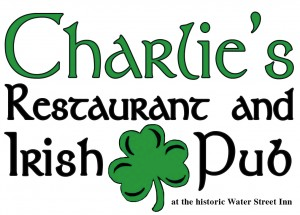 Charlie's
Restaurant and
Irish Pub
at the historic Water Street Inn